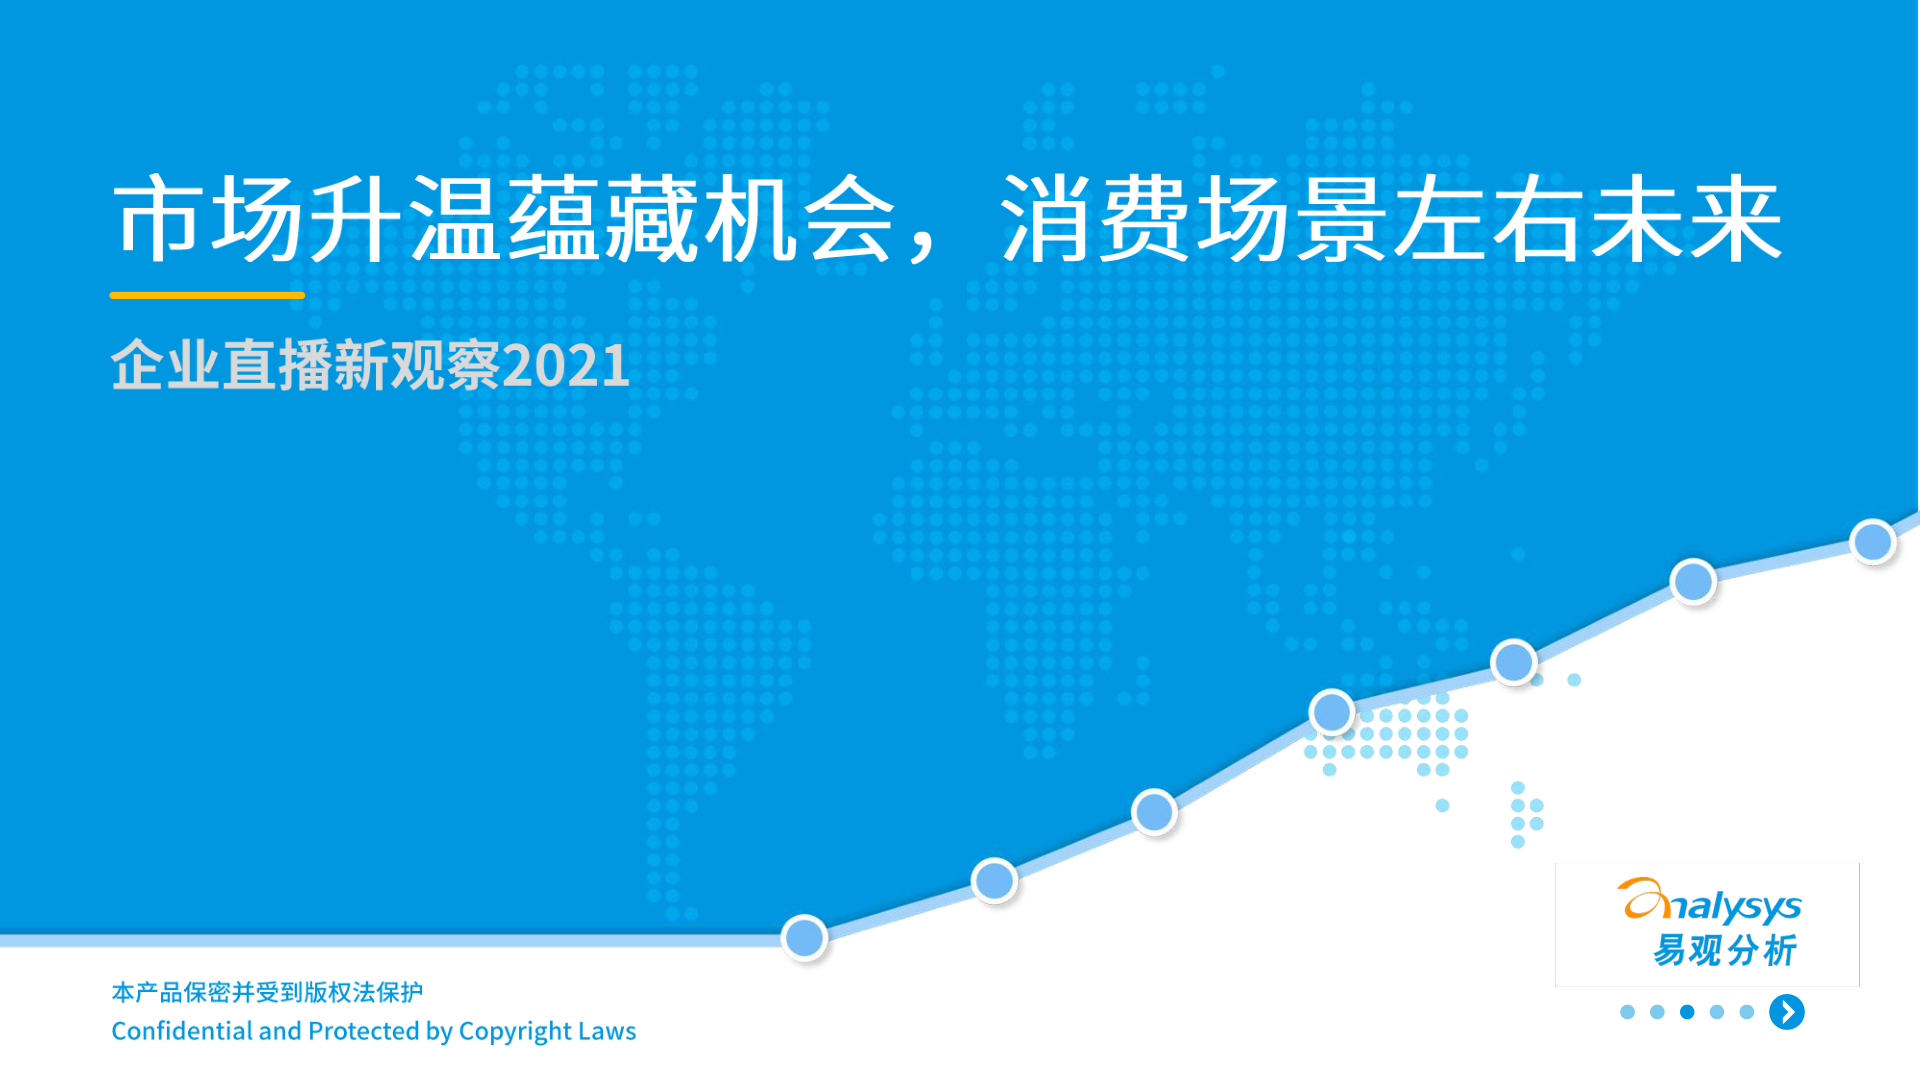 市场升温蕴藏机会，消费场景左右未来
企业直播新观察2021
analysys
易观分析
本产品保密并受到版权法保护
Confidential and Protected by Copyright Laws